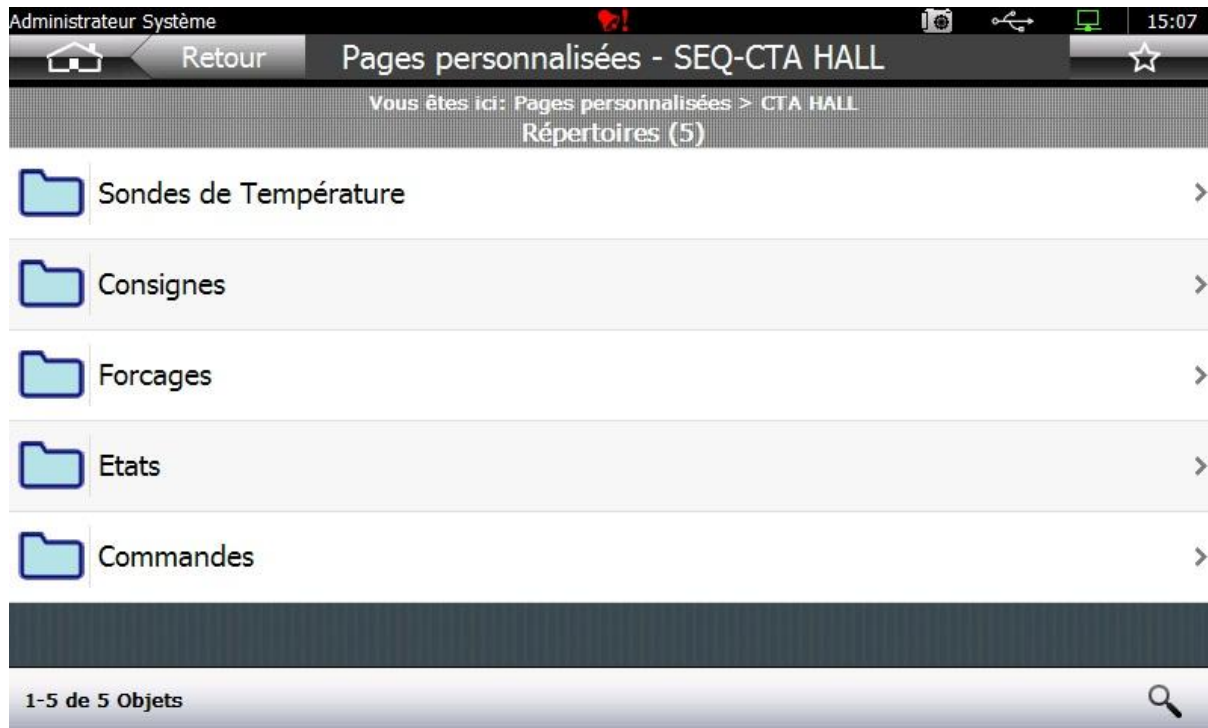 Administrateur Système
15:07
Retour
Pages personnalisées - SEQ-CTA HALL
Vous êtes ici: Pages personnalisées > CTA HALL
Répertoires (5)
Sondes de Température
Consignes
Forcages
Etats
Commandes
1-5 de 5 Objets